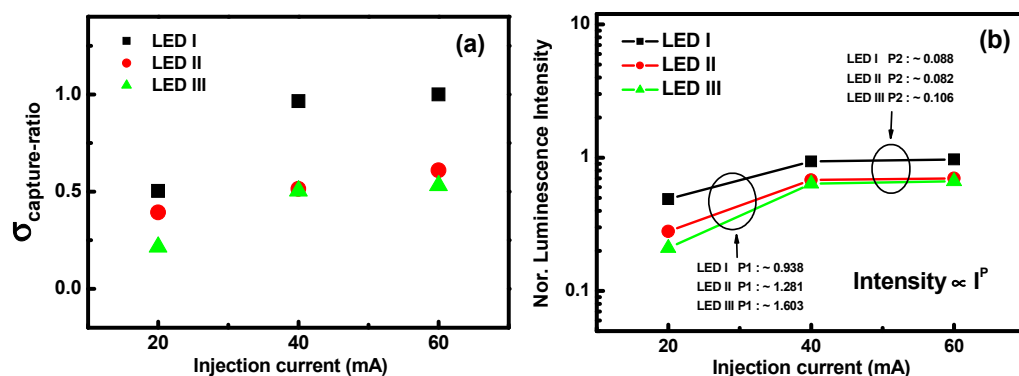 (a)
LED I
LED II
LED III
1.0
0.5
0.0
σcapture-ratio
20 40 60
Injection current (mA)
(b)
LED I
LED II
LED III
LED I P2 : ~ 0.088
LED II P2 : ~ 0.082
LED III P2 : ~ 0.106
10
1
0.1
Nor. Luminescence Intensity
LED I P1 : ~ 0.938
LED II P1 : ~ 1.281
LED III P1 : ~ 1.603
Intensity ∝ I^P
20 40 60
Injection current (mA)